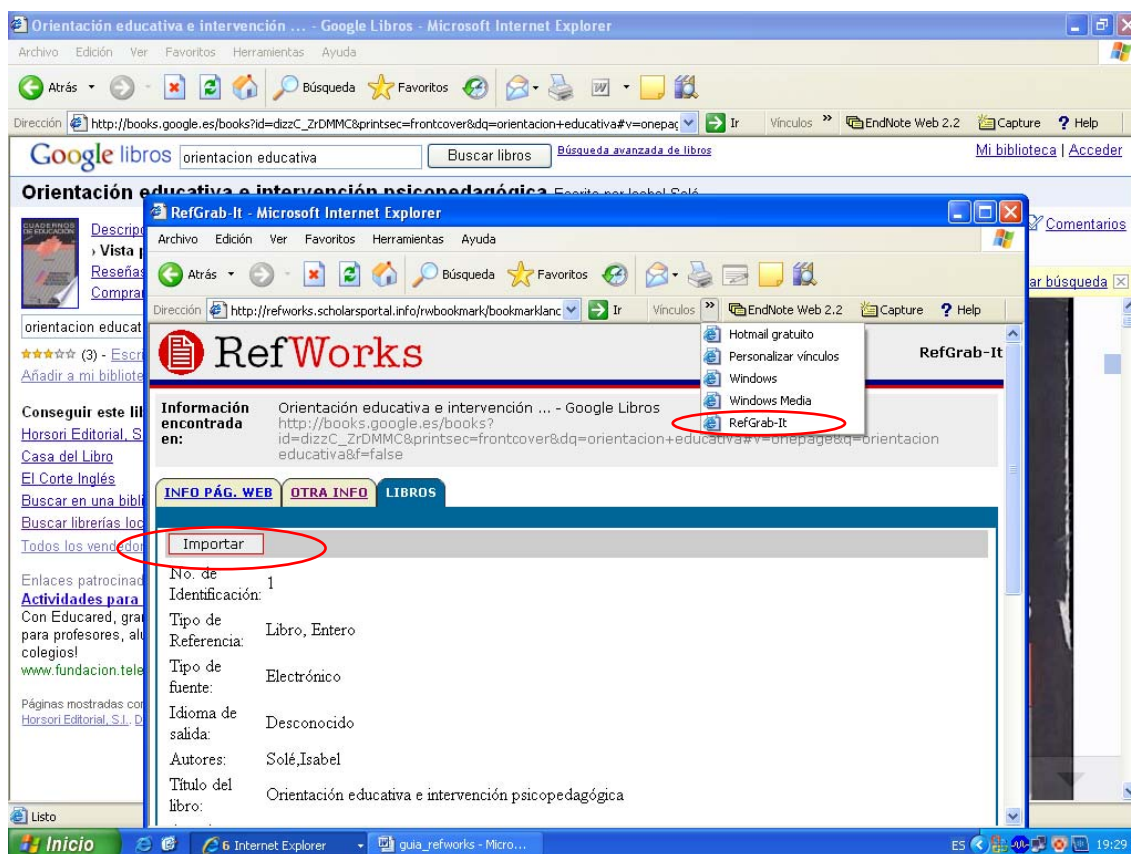 Orientación educativa e intervención ... - Google Libros - Microsoft Internet Explorer
Archivo Edición Ver Favoritos Herramientas Ayuda
Atrás Búsqueda Favoritos
Dirección http://books.google.es/books?id=dizzC_ZrDMMC&printsec=frontcover&dq=orientacion+educativa#v=onepag Ir Vínculos » EndNote Web 2.2 Capture ? Help
Google libros orientacion educativa Buscar libros Búsqueda avanzada de libros Mi biblioteca | Acceder
Orientación educativa e intervención psicopedagógica Escrito por Isabel Solé
CUADERNOS DE EDUCACIÓN
Descripc
› Vista p
Reseñas
Compra
Comentarios
ar búsqueda
orientacion educat
(3) - Escri
Añadir a mi bibliote
Conseguir este lib
Horsori Editorial, S
Casa del Libro
El Corte Inglés
Buscar en una bibli
Buscar librerías loc
Todos los vendedor
Enlaces patrocinad
Actividades para
Con Educared, gra
para profesores, alu
colegios!
www.fundacion.tele
Páginas mostradas cor
Horsori Editorial, S.l.. D
RefGrab-It - Microsoft Internet Explorer
Archivo Edición Ver Favoritos Herramientas Ayuda
Atrás Búsqueda Favoritos
Dirección http://refworks.scholarsportal.info/rwbookmark/bookmarklanc Ir Vínculos » EndNote Web 2.2 Capture ? Help
Hotmail gratuito
Personalizar vínculos
Windows
Windows Media
RefGrab-It
RefWorks RefGrab-It
Información encontrada en:
Orientación educativa e intervención ... - Google Libros
http://books.google.es/books?
id=dizzC_ZrDMMC&printsec=frontcover&dq=orientacion+educativa#v=onepage&q=orientacion
educativa&f=false
INFO PÁG. WEB OTRA INFO LIBROS
Importar
No. de Identificación: 1
Tipo de Referencia: Libro, Entero
Tipo de fuente: Electrónico
Idioma de salida: Desconocido
Autores: Solé,Isabel
Título del libro: Orientación educativa e intervención psicopedagógica
Listo
Inicio 6 Internet Explorer guia_refworks - Micro... ES 19:29